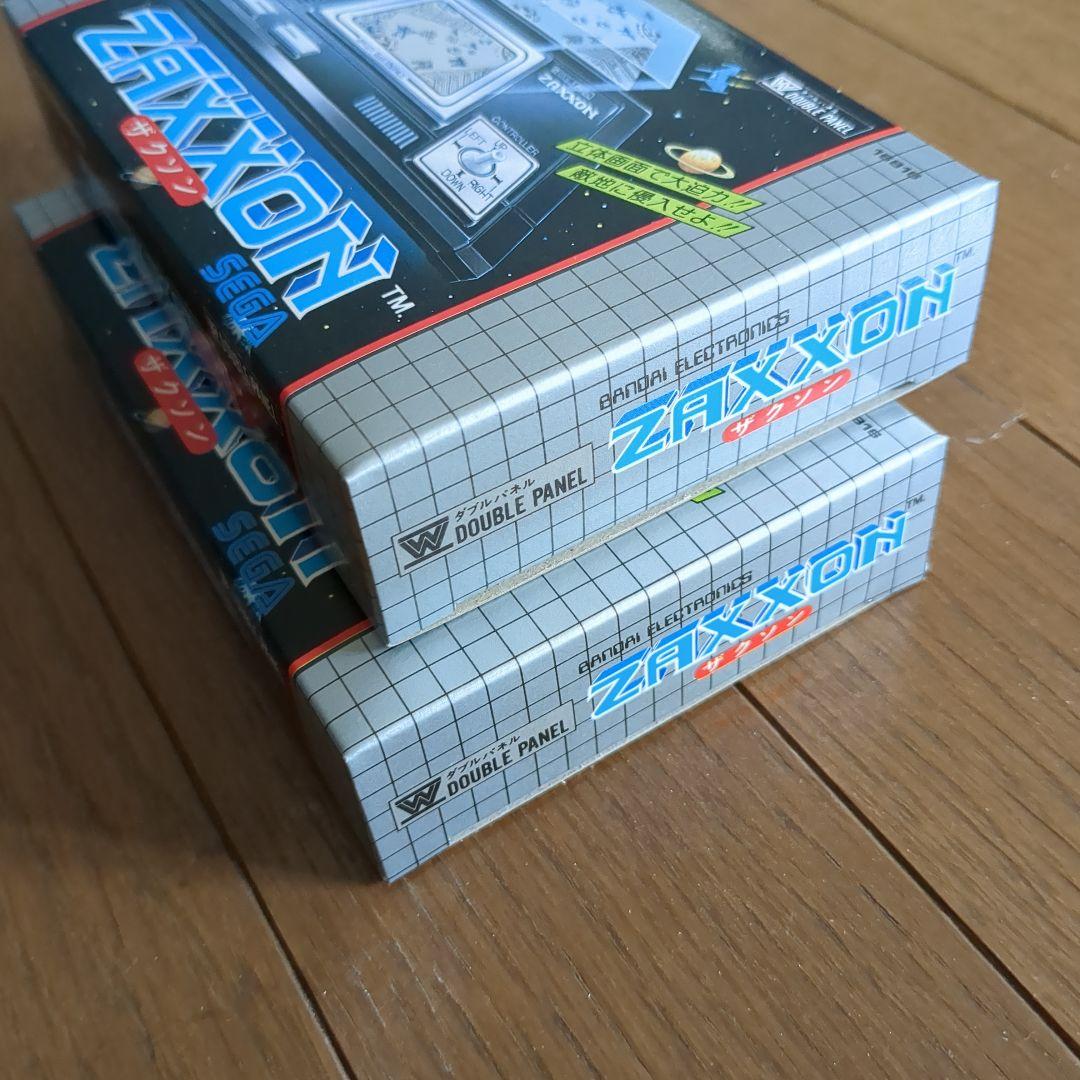 ZAXXON
ザクソン
TM.
SEGA
ZAXXON
CONTROLLER
LEFT UP
DOWN RIGHT
立体画面で大迫力!!
敵地に侵入せよ!!
W DOUBLE PANEL
16816
BANDAI ELECTRONICS
ZAXXON
TM.
ザクソン
W ダブルパネル
DOUBLE PANEL
ザクソン
SEGA
BANDAI ELECTRONICS
ZAXXON
TM.
ザクソン
W ダブルパネル
DOUBLE PANEL